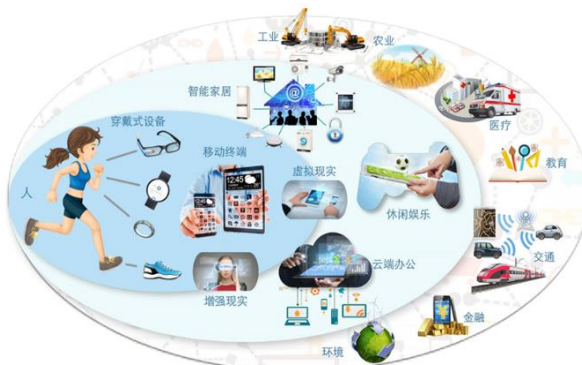 工业
农业
智能家居
医疗
穿戴式设备
移动终端
虚拟现实
教育
人
休闲娱乐
云端办公
交通
增强现实
金融
环境